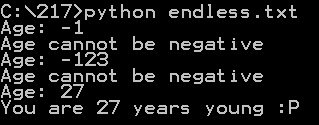 C:\217>python endless.txt
Age: -1
Age cannot be negative
Age: -123
Age cannot be negative
Age: 27
You are 27 years young :P